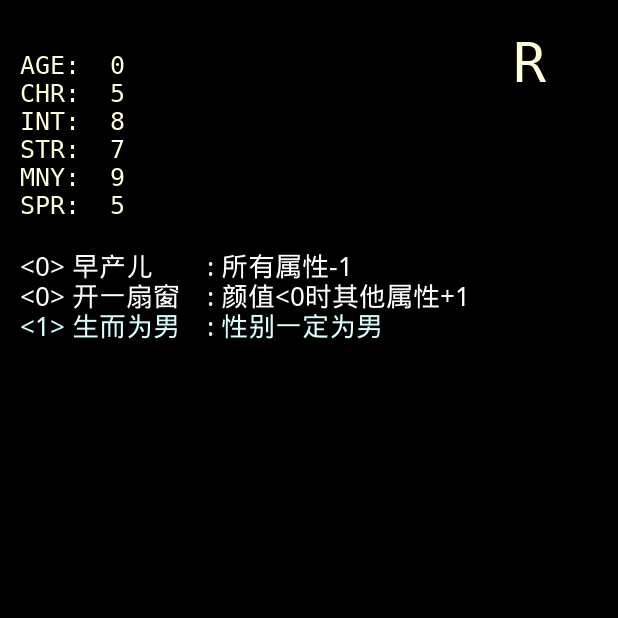 R
AGE: 0
CHR: 5
INT: 8
STR: 7
MNY: 9
SPR: 5
<0> 早产儿 : 所有属性-1
<0> 开一扇窗 : 颜值<0时其他属性+1
<1> 生而为男 : 性别一定为男